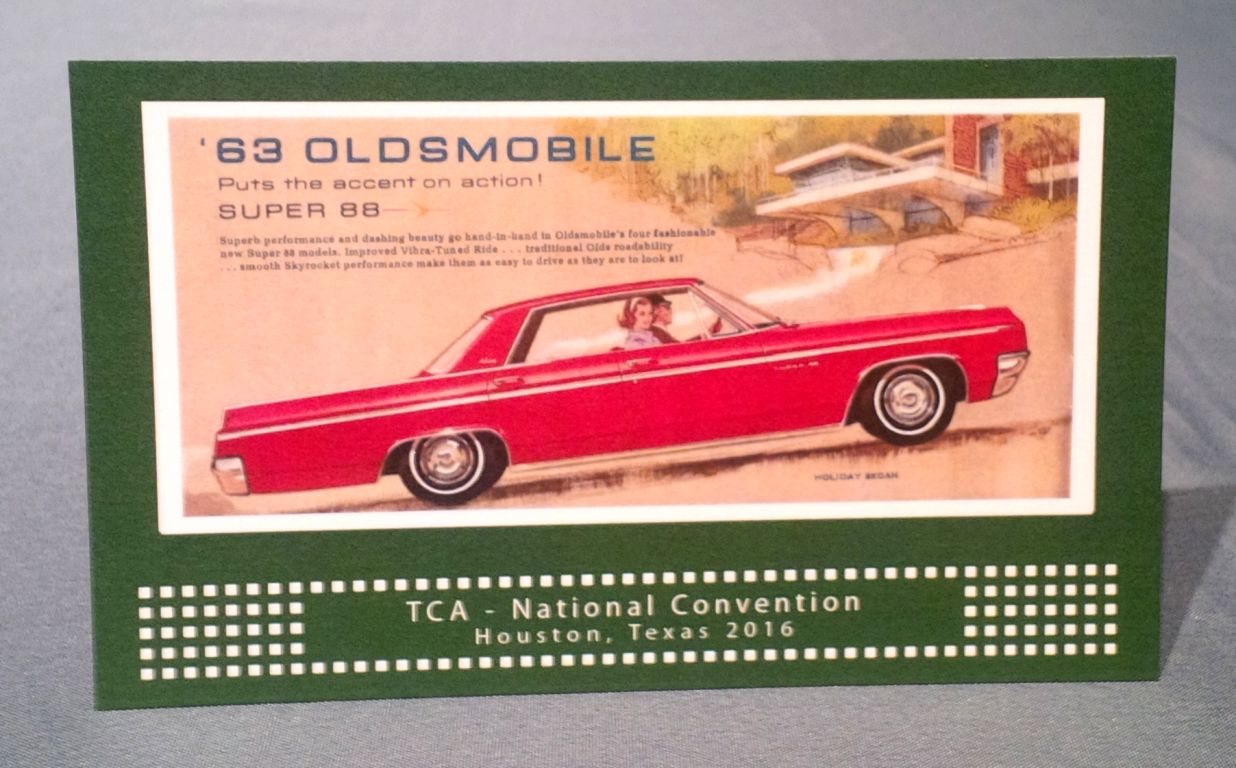 '63 OLDSMOBILE
Puts the accent on action!
SUPER 88
Superb performance and dashing beauty go hand-in-hand in Oldsmobile's four fashionable
new Super 88 models. Improved Vibra-Tuned Ride . . . traditional Olds roadability
. . . smooth Skyrocket performance make them as easy to drive as they are to look at!
SUPER 88
HOLIDAY SEDAN
TCA - National Convention
Houston, Texas 2016